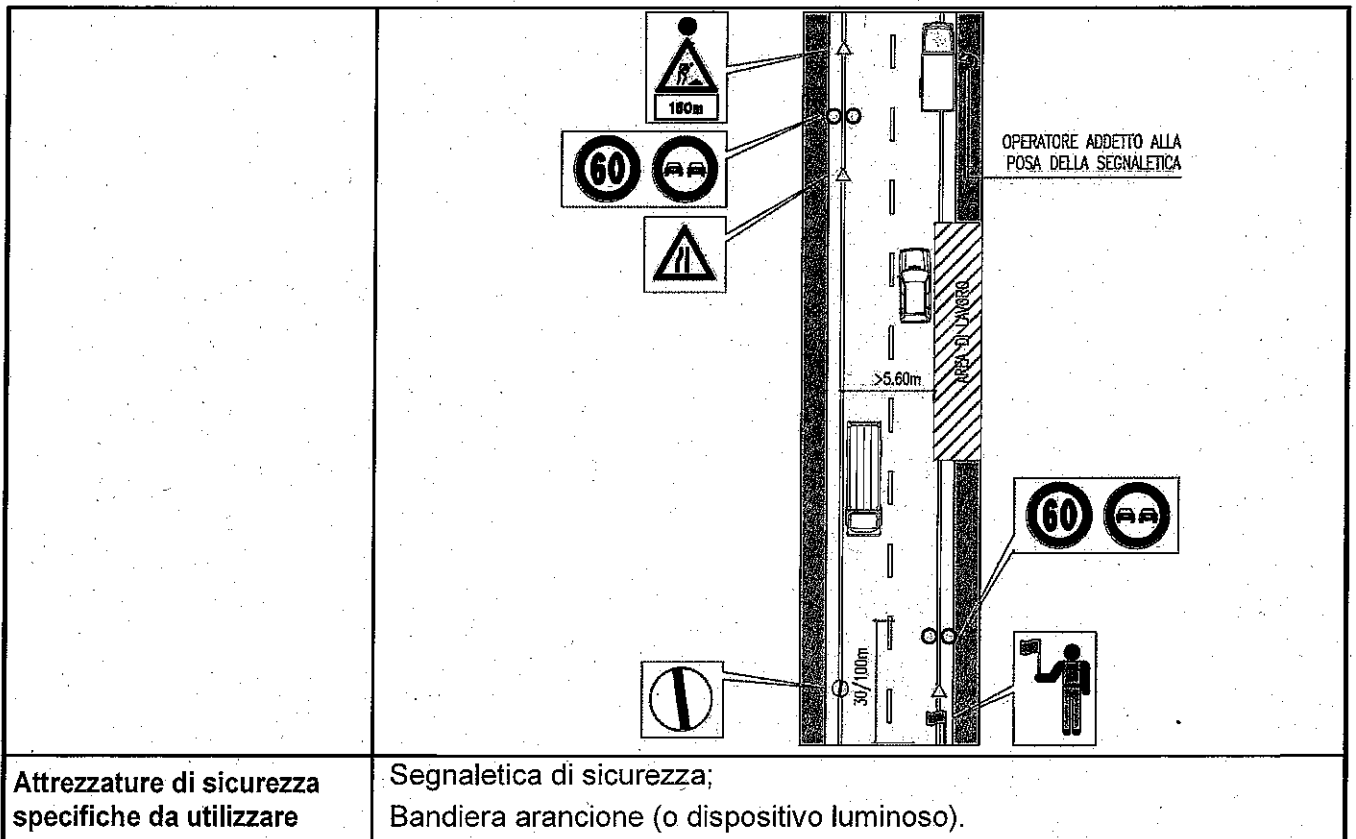 150m
60
60
OPERATORE ADDETTO ALLA
POSA DELLA SEGNALETICA
AREA DI LAVORO
>5.60m
30/100m
Attrezzature di sicurezza
specifiche da utilizzare
Segnaletica di sicurezza;
Bandiera arancione (o dispositivo luminoso).